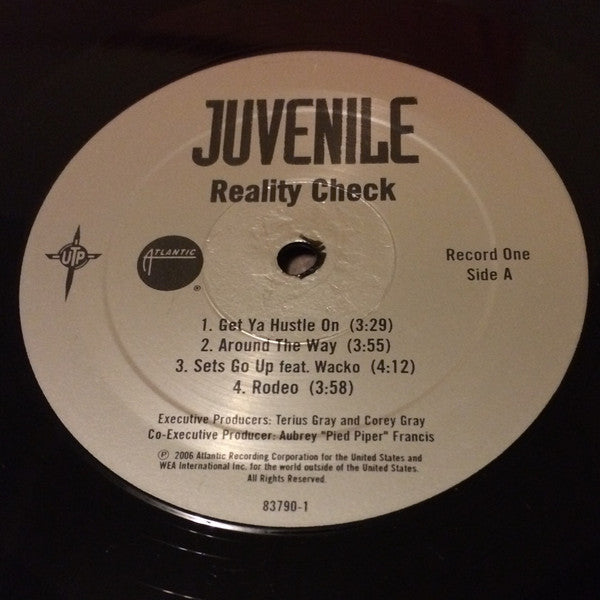 JUVENILE
Reality Check
UTP
ATLANTIC
®
Record One
Side A
1. Get Ya Hustle On (3:29)
2. Around The Way (3:55)
3. Sets Go Up feat. Wacko (4:12)
4. Rodeo (3:58)
Executive Producers: Terius Gray and Corey Gray
Co-Executive Producer: Aubrey "Pied Piper" Francis
℗ 2006 Atlantic Recording Corporation for the United States and
WEA International Inc. for the world outside of the United States.
All Rights Reserved.
83790-1